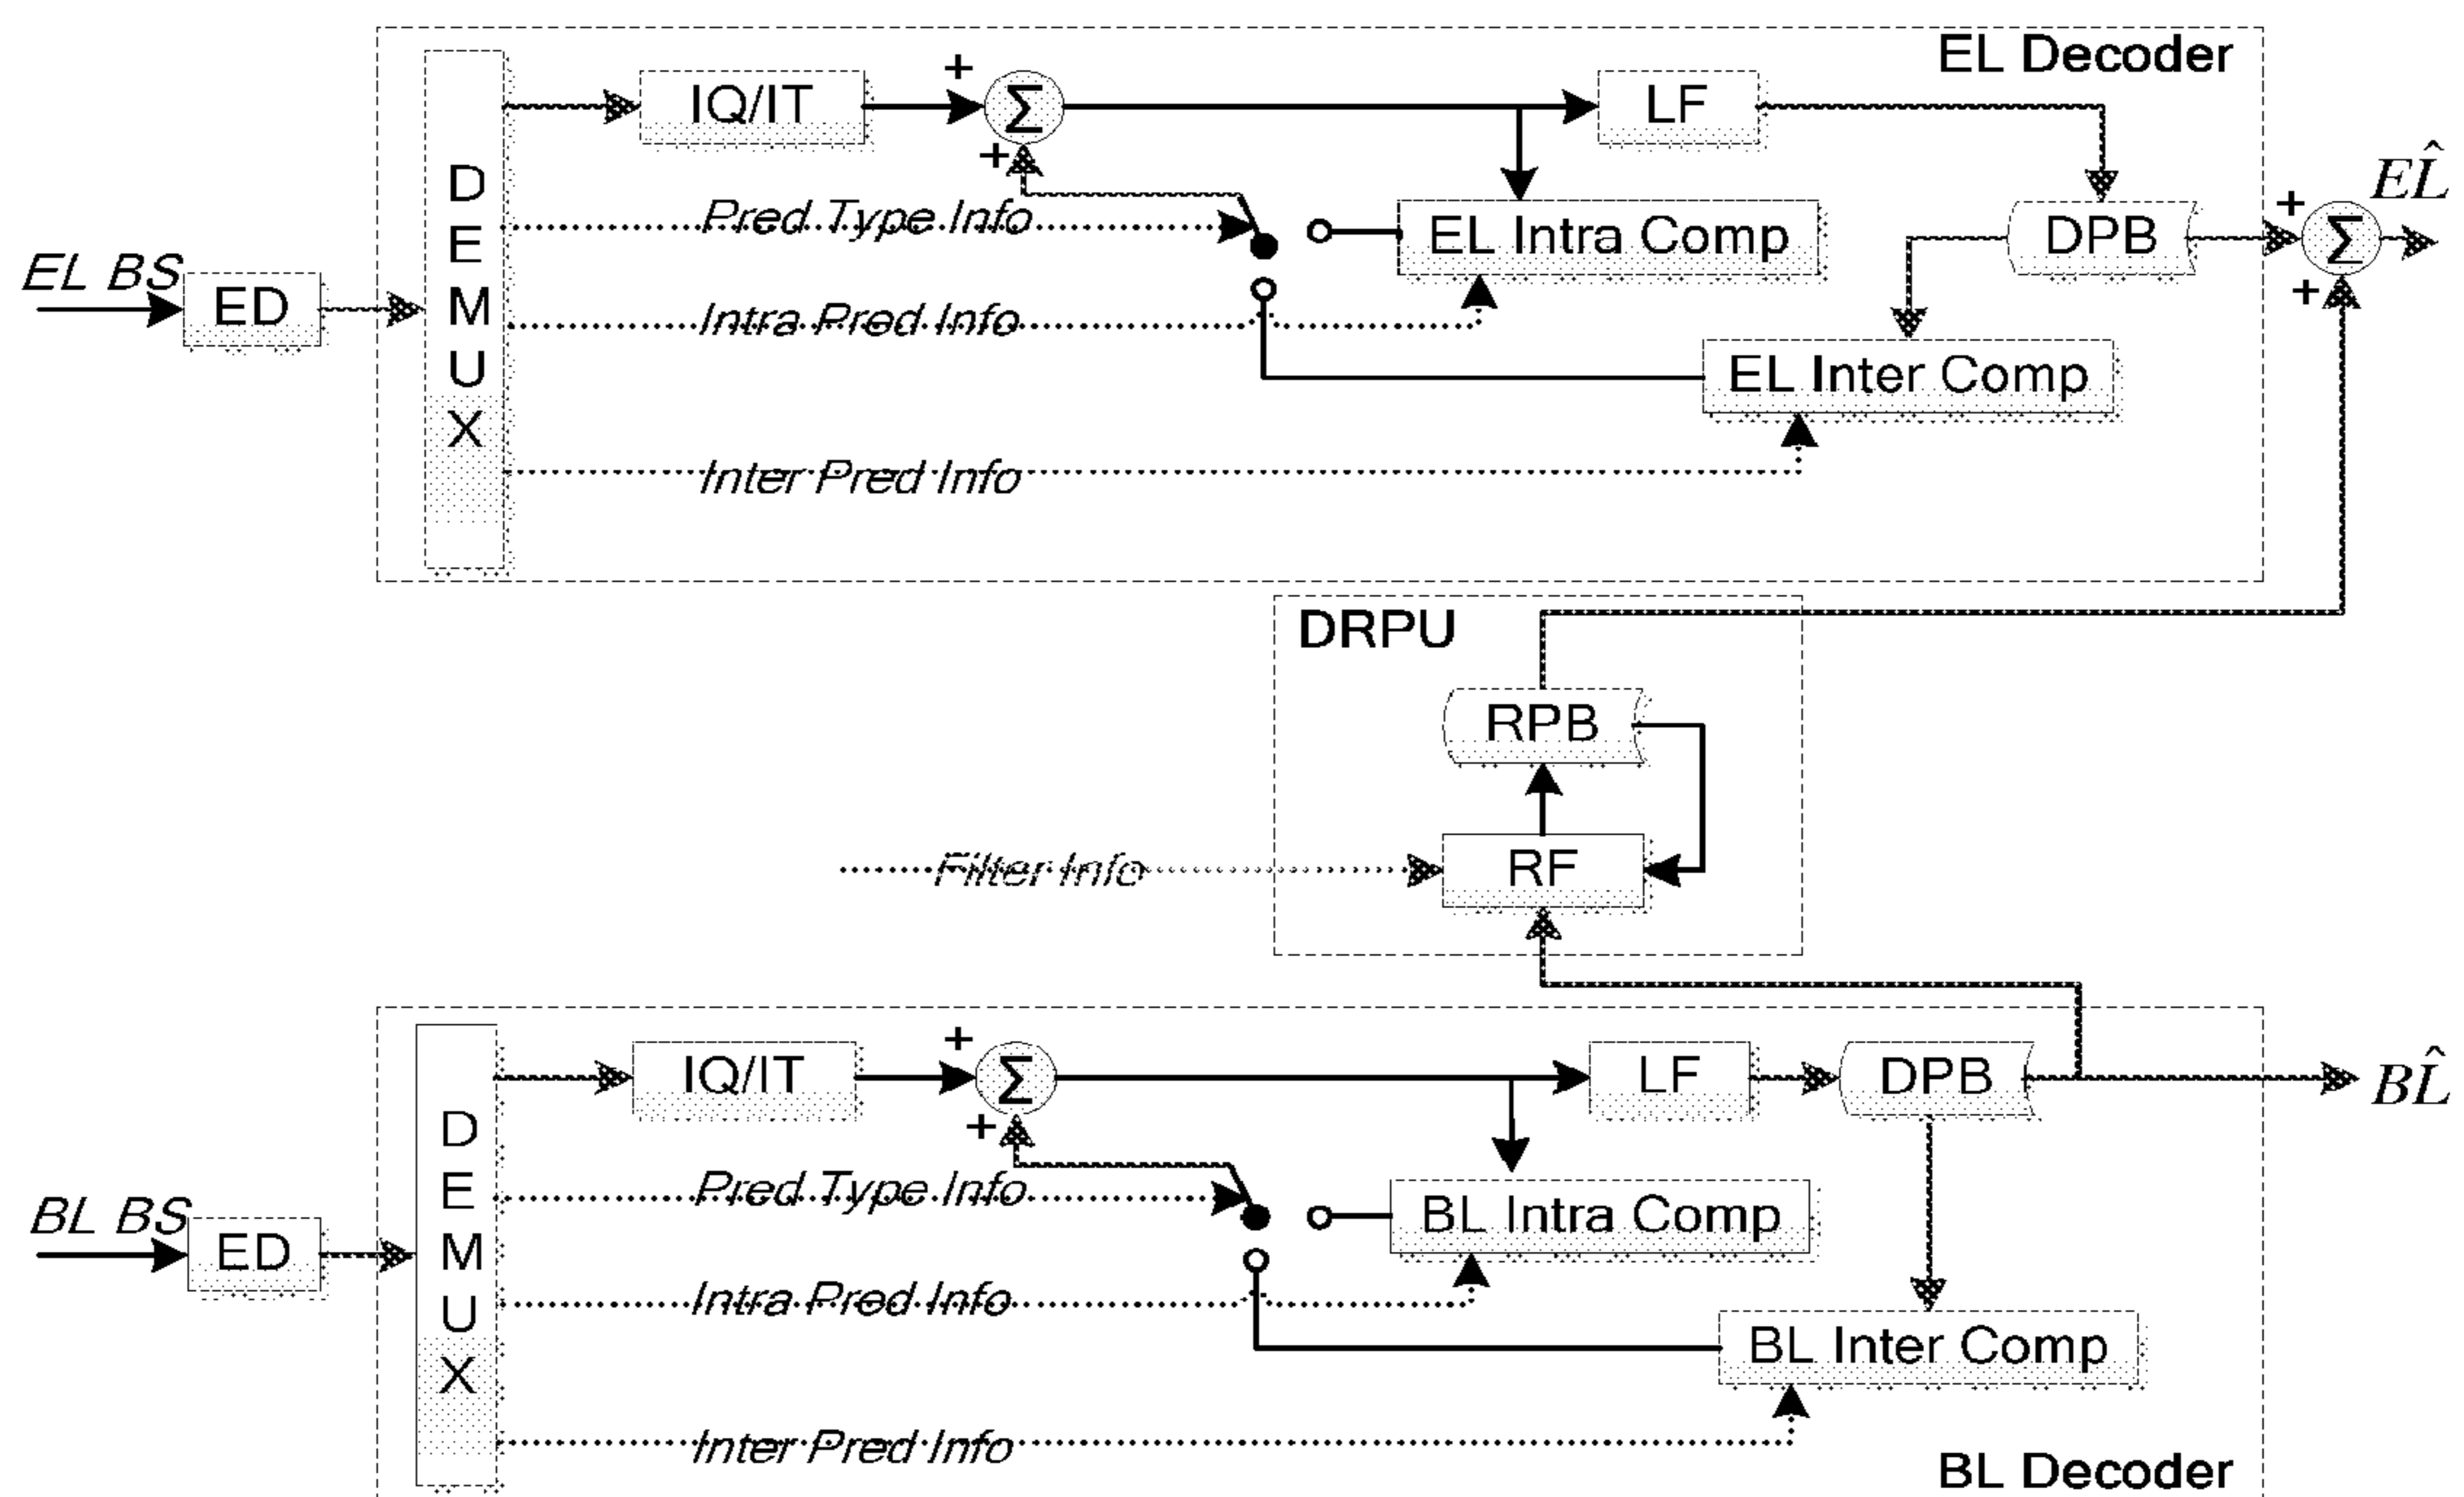 EL Decoder
IQ/IT
+
Σ
LF
+
EL BS
ED
D
E
M
U
X
Pred Type Info
EL Intra Comp
DPB
+
Σ
+
EL̂
Intra Pred Info
EL Inter Comp
Inter Pred Info
DRPU
RPB
Filter Info
RF
IQ/IT
+
Σ
LF
DPB
BL̂
+
BL BS
ED
D
E
M
U
X
Pred Type Info
BL Intra Comp
Intra Pred Info
BL Inter Comp
Inter Pred Info
BL Decoder